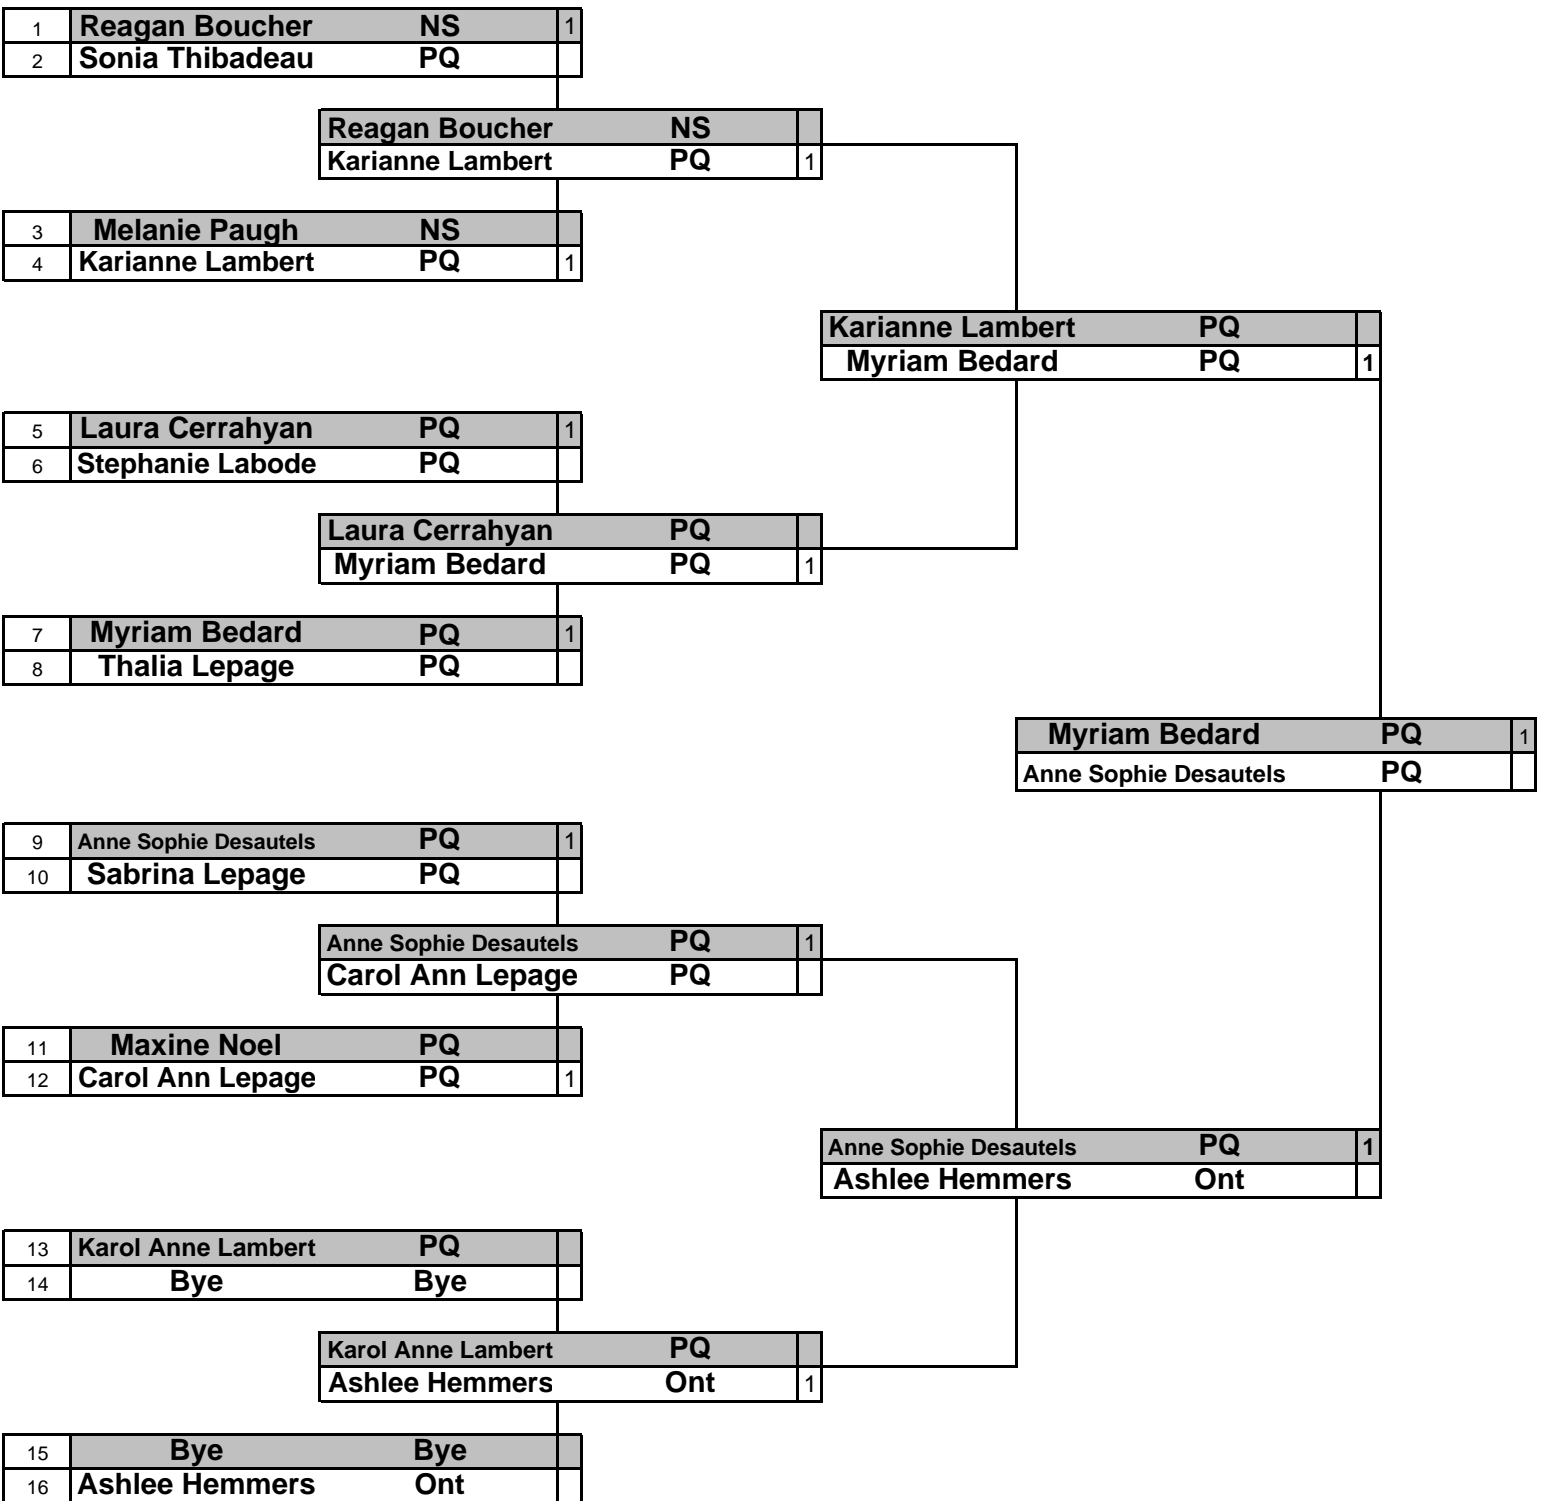 1 Reagan Boucher NS 1
2 Sonia Thibadeau PQ
Reagan Boucher NS
Karianne Lambert PQ 1
3 Melanie Paugh NS
4 Karianne Lambert PQ 1
Karianne Lambert PQ
Myriam Bedard PQ 1
5 Laura Cerrahyan PQ 1
6 Stephanie Labode PQ
Laura Cerrahyan PQ
Myriam Bedard PQ 1
7 Myriam Bedard PQ 1
8 Thalia Lepage PQ
Myriam Bedard PQ 1
Anne Sophie Desautels PQ
9 Anne Sophie Desautels PQ 1
10 Sabrina Lepage PQ
Anne Sophie Desautels PQ 1
Carol Ann Lepage PQ
11 Maxine Noel PQ
12 Carol Ann Lepage PQ 1
Anne Sophie Desautels PQ 1
Ashlee Hemmers Ont
13 Karol Anne Lambert PQ
14 Bye Bye
Karol Anne Lambert PQ
Ashlee Hemmers Ont 1
15 Bye Bye
16 Ashlee Hemmers Ont